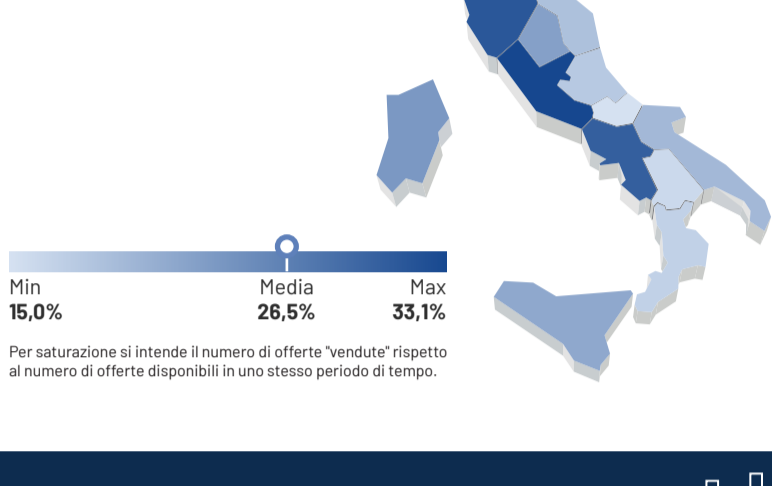 Min Media Max
15,0% 26,5% 33,1%
Per saturazione si intende il numero di offerte "vendute" rispetto
al numero di offerte disponibili in uno stesso periodo di tempo.